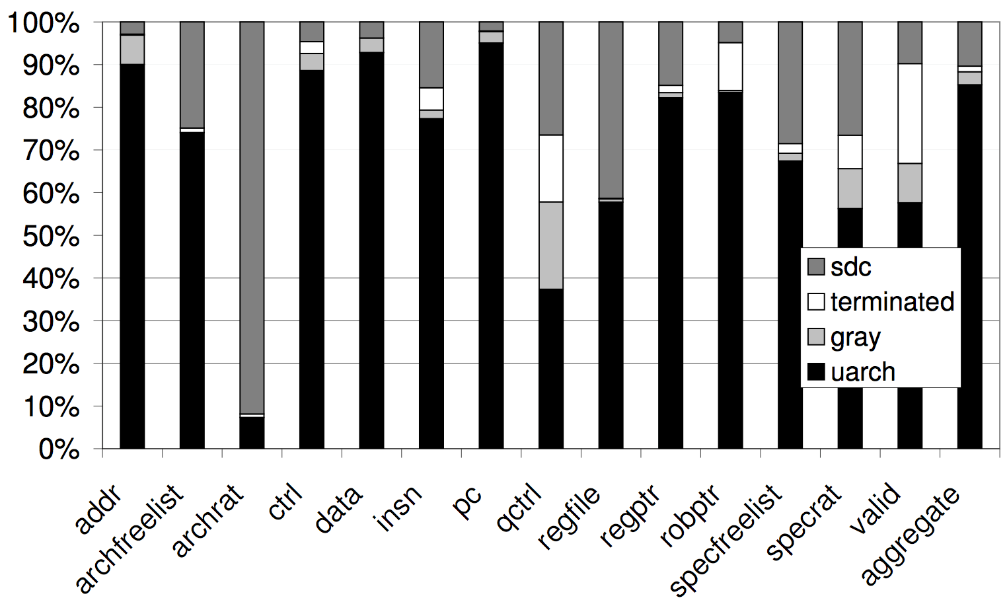 100%
90%
80%
70%
60%
50%
40%
30%
20%
10%
0%
sdc
terminated
gray
uarch
addr
archfreelist
archrat
ctrl
data
insn
pc
qctrl
regfile
regptr
robptr
specfreelist
specrat
valid
aggregate